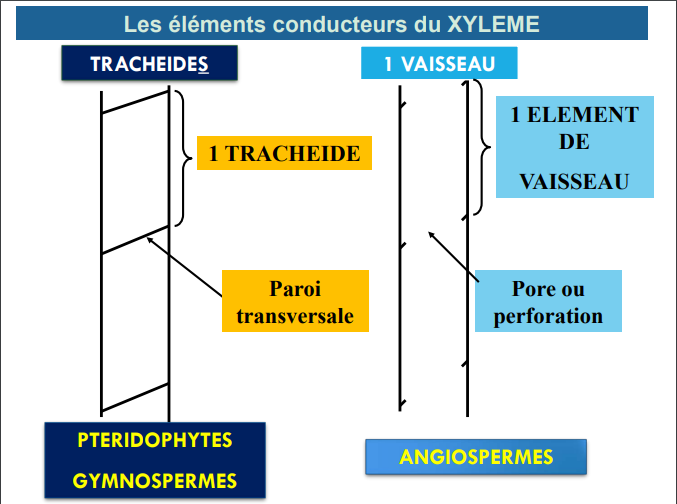 Les éléments conducteurs du XYLEME
TRACHEIDES
1 VAISSEAU
1 TRACHEIDE
1 ELEMENT
DE
VAISSEAU
Paroi
transversale
Pore ou
perforation
PTERIDOPHYTES
GYMNOSPERMES
ANGIOSPERMES